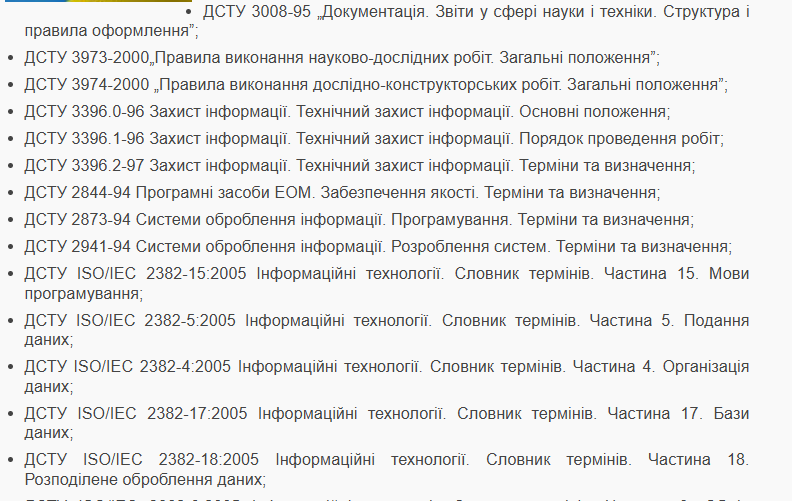 ДСТУ 3008-95 „Документація. Звіти у сфері науки і техніки. Структура і
правила оформлення”;
ДСТУ 3973-2000„Правила виконання науково-дослідних робіт. Загальні положення”;
ДСТУ 3974-2000 „Правила виконання дослідно-конструкторських робіт. Загальні положення”;
ДСТУ 3396.0-96 Захист інформації. Технічний захист інформації. Основні положення;
ДСТУ 3396.1-96 Захист інформації. Технічний захист інформації. Порядок проведення робіт;
ДСТУ 3396.2-97 Захист інформації. Технічний захист інформації. Терміни та визначення;
ДСТУ 2844-94 Програмні засоби ЕОМ. Забезпечення якості. Терміни та визначення;
ДСТУ 2873-94 Системи оброблення інформації. Програмування. Терміни та визначення;
ДСТУ 2941-94 Системи оброблення інформації. Розроблення систем. Терміни та визначення;
ДСТУ ISO/IEC 2382-15:2005 Інформаційні технології. Словник термінів. Частина 15. Мови
програмування;
ДСТУ ISO/IEC 2382-5:2005 Інформаційні технології. Словник термінів. Частина 5. Подання
даних;
ДСТУ ISO/IEC 2382-4:2005 Інформаційні технології. Словник термінів. Частина 4. Організація
даних;
ДСТУ ISO/IEC 2382-17:2005 Інформаційні технології. Словник термінів. Частина 17. Бази
даних;
ДСТУ ISO/IEC 2382-18:2005 Інформаційні технології. Словник термінів. Частина 18.
Розподілене оброблення даних;